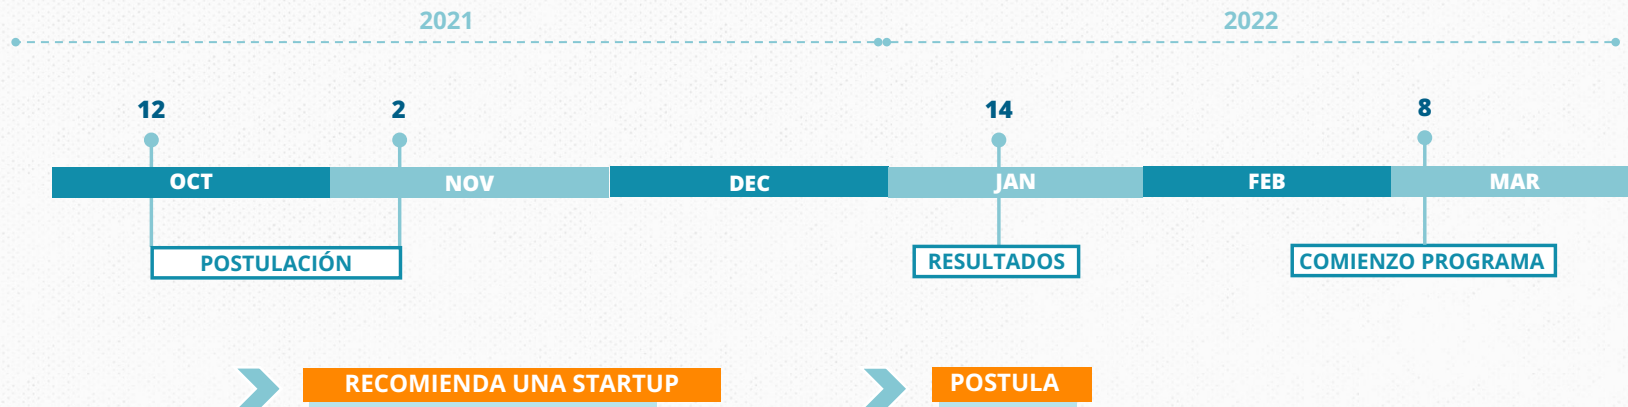 2021 2022
12 2 14 8
OCT NOV DEC JAN FEB MAR
POSTULACIÓN RESULTADOS COMIENZO PROGRAMA
RECOMIENDA UNA STARTUP POSTULA